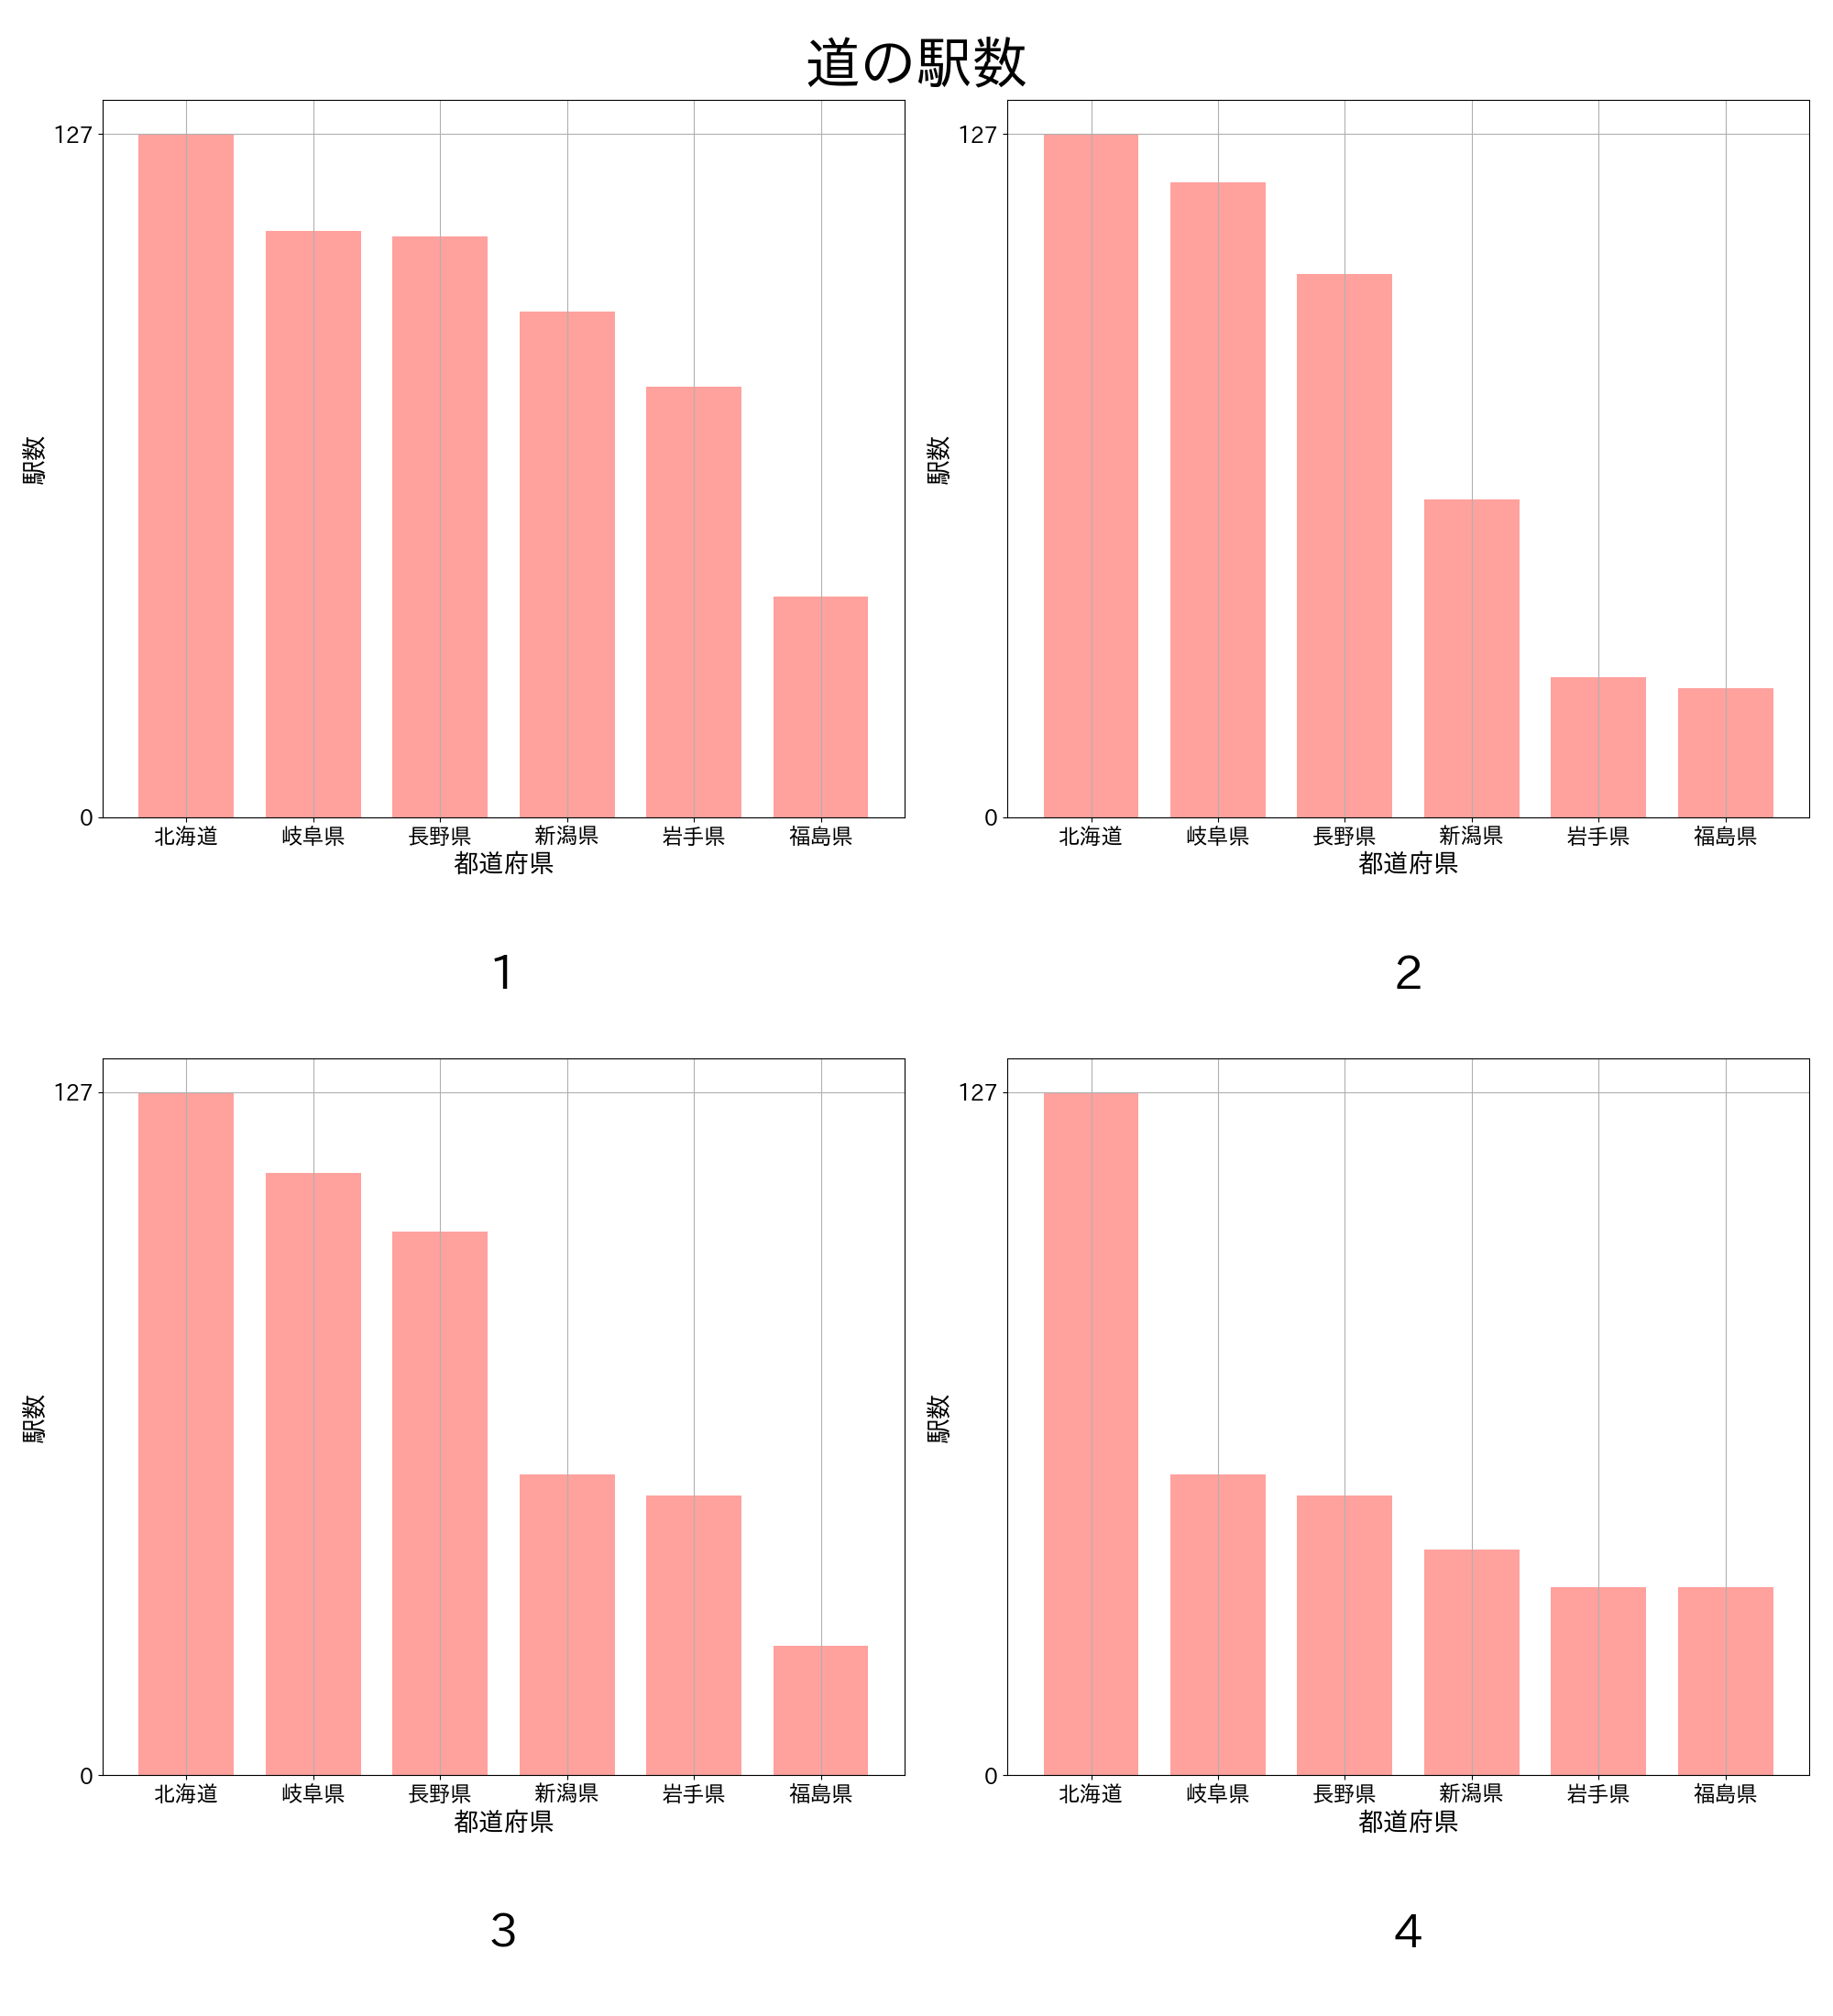 道の駅数
127
0
駅数
北海道 岐阜県 長野県 新潟県 岩手県 福島県
都道府県
1
127
0
駅数
北海道 岐阜県 長野県 新潟県 岩手県 福島県
都道府県
2
127
0
駅数
北海道 岐阜県 長野県 新潟県 岩手県 福島県
都道府県
3
127
0
駅数
北海道 岐阜県 長野県 新潟県 岩手県 福島県
都道府県
4